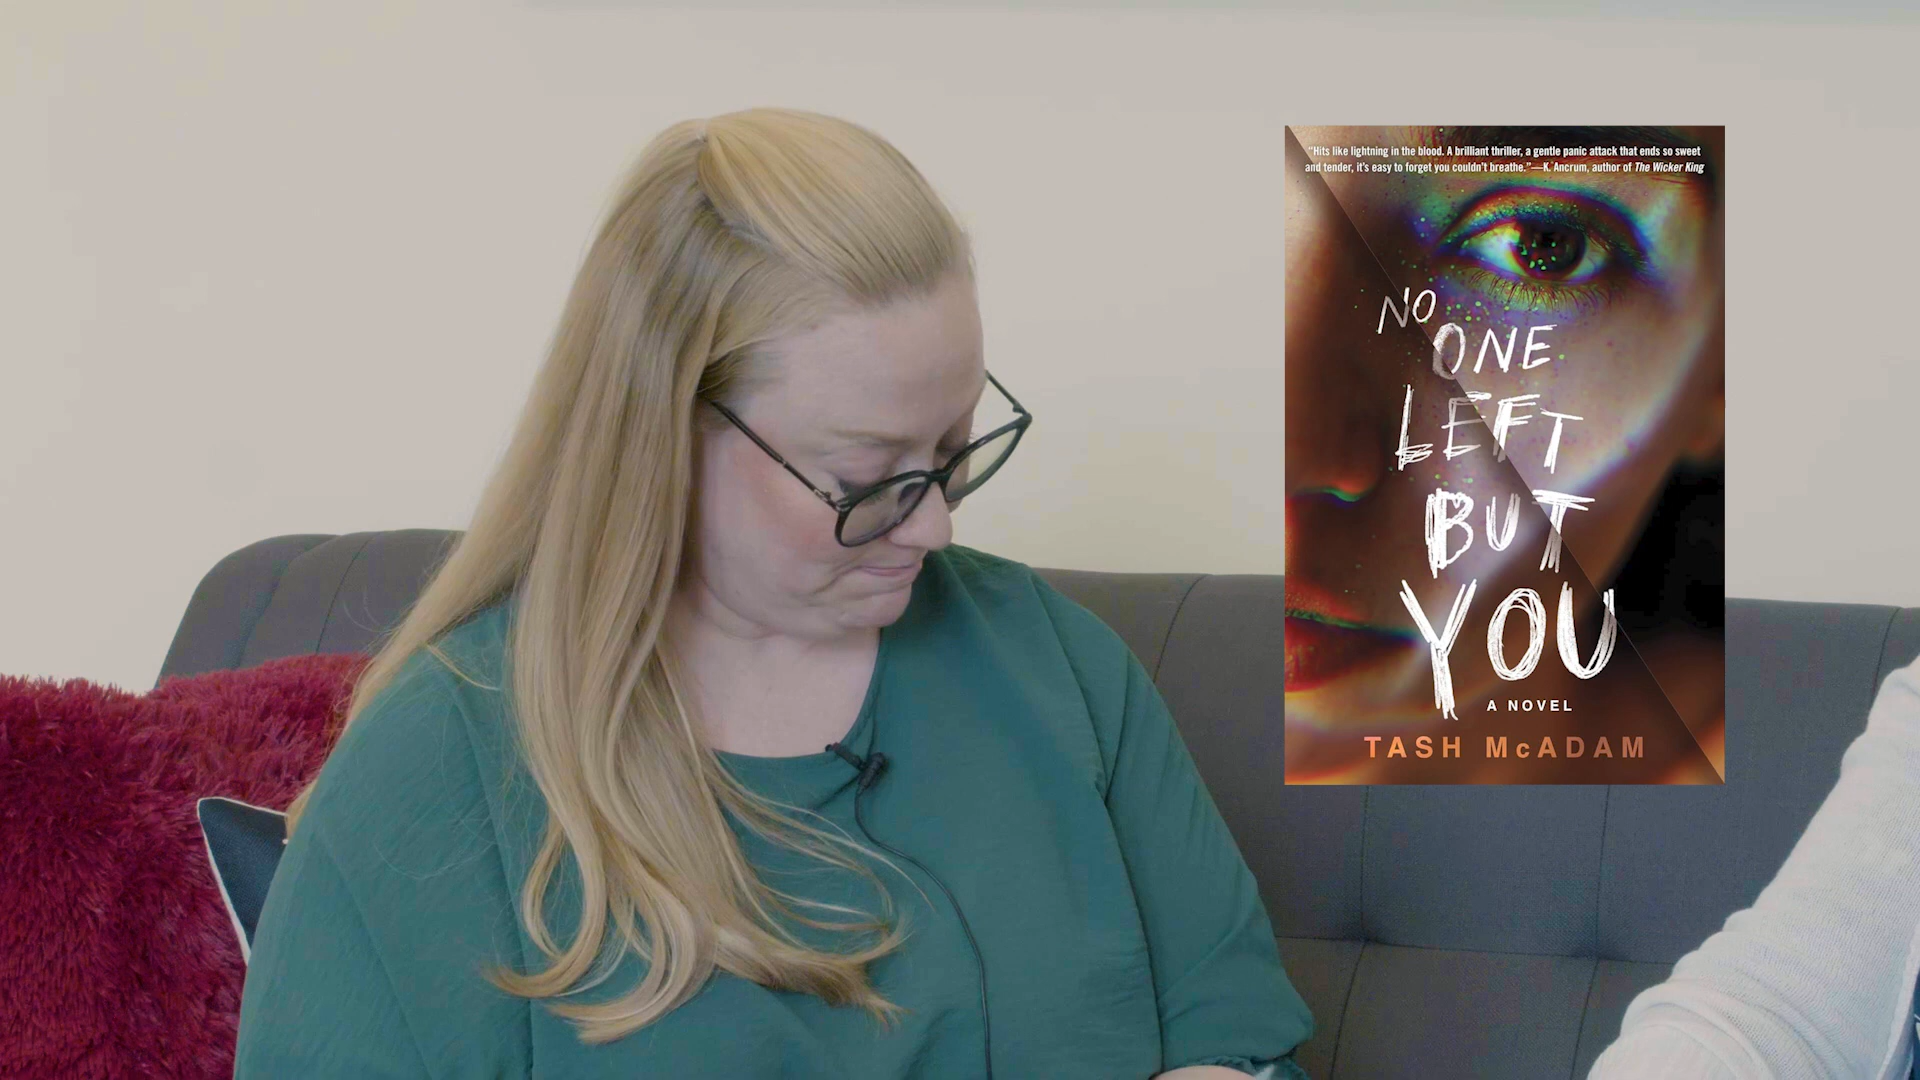 "Hits like lightning in the blood. A brilliant thriller, a gentle panic attack that ends so sweet
and tender, it's easy to forget you couldn't breathe."—K. Ancrum, author of The Wicker King
NO
ONE
LEFT
BUT
YOU
A NOVEL
TASH McADAM